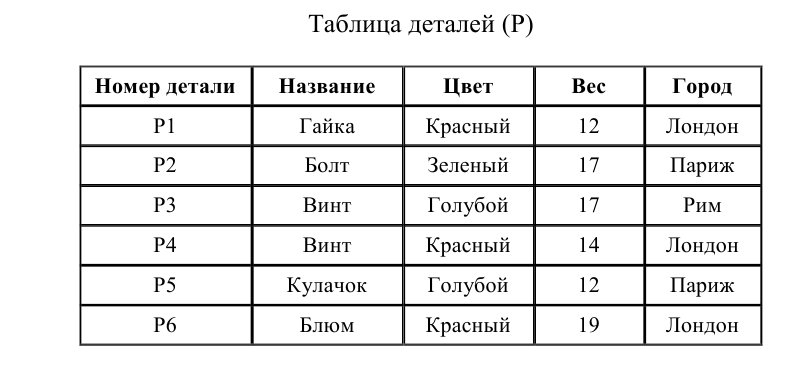 Таблица деталей (P)
Номер детали Название Цвет Вес Город
P1 Гайка Красный 12 Лондон
P2 Болт Зеленый 17 Париж
P3 Винт Голубой 17 Рим
P4 Винт Красный 14 Лондон
P5 Кулачок Голубой 12 Париж
P6 Блюм Красный 19 Лондон